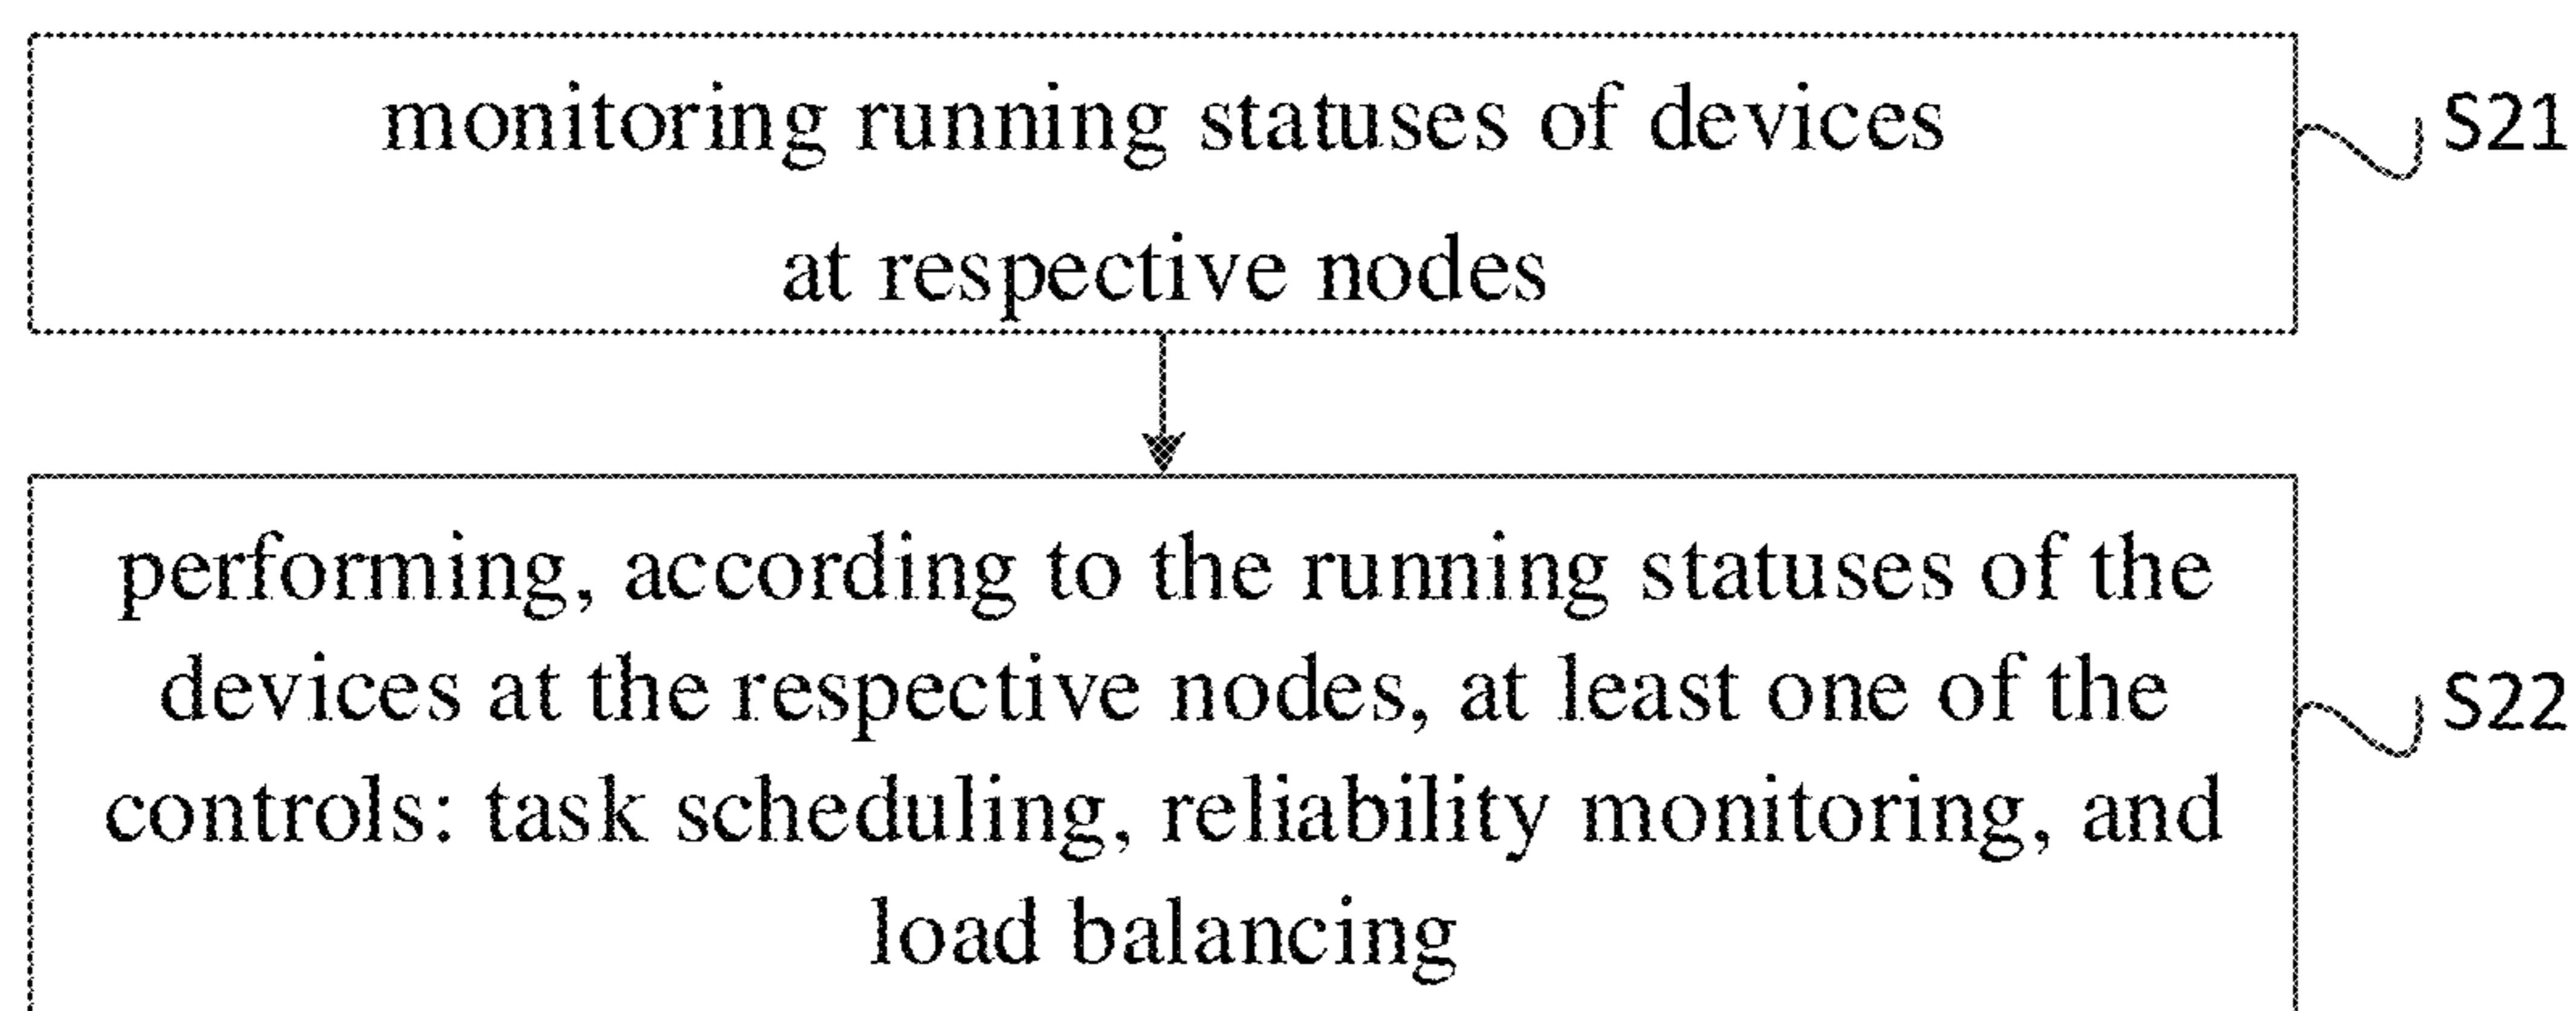 monitoring running statuses of devices
at respective nodes
S21
performing, according to the running statuses of the
devices at the respective nodes, at least one of the
controls: task scheduling, reliability monitoring, and
load balancing
S22